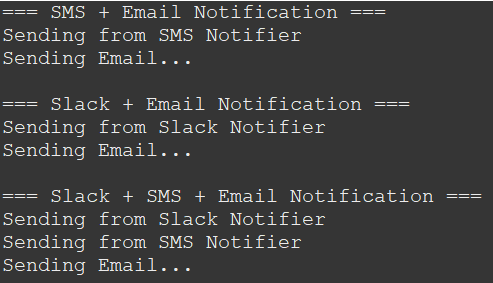 === SMS + Email Notification ===
Sending from SMS Notifier
Sending Email...
=== Slack + Email Notification ===
Sending from Slack Notifier
Sending Email...
=== Slack + SMS + Email Notification ===
Sending from Slack Notifier
Sending from SMS Notifier
Sending Email...